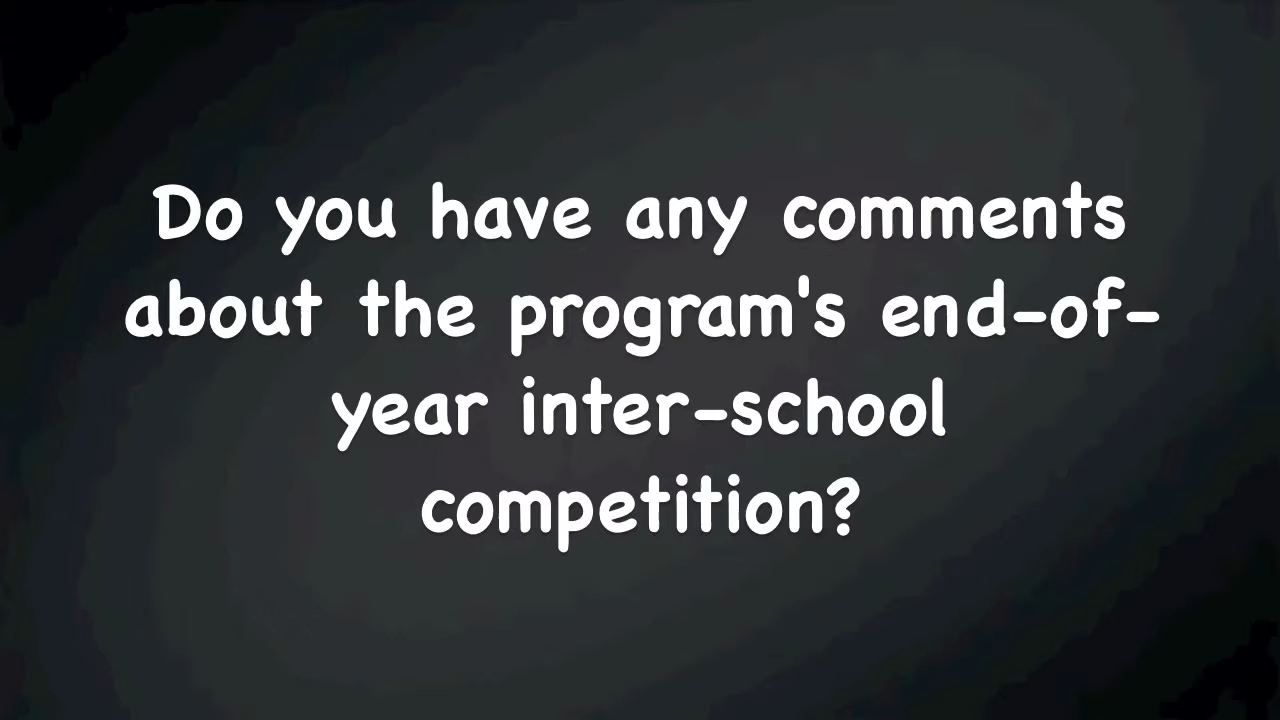 Do you have any comments
about the program's end-of-
year inter-school
competition?